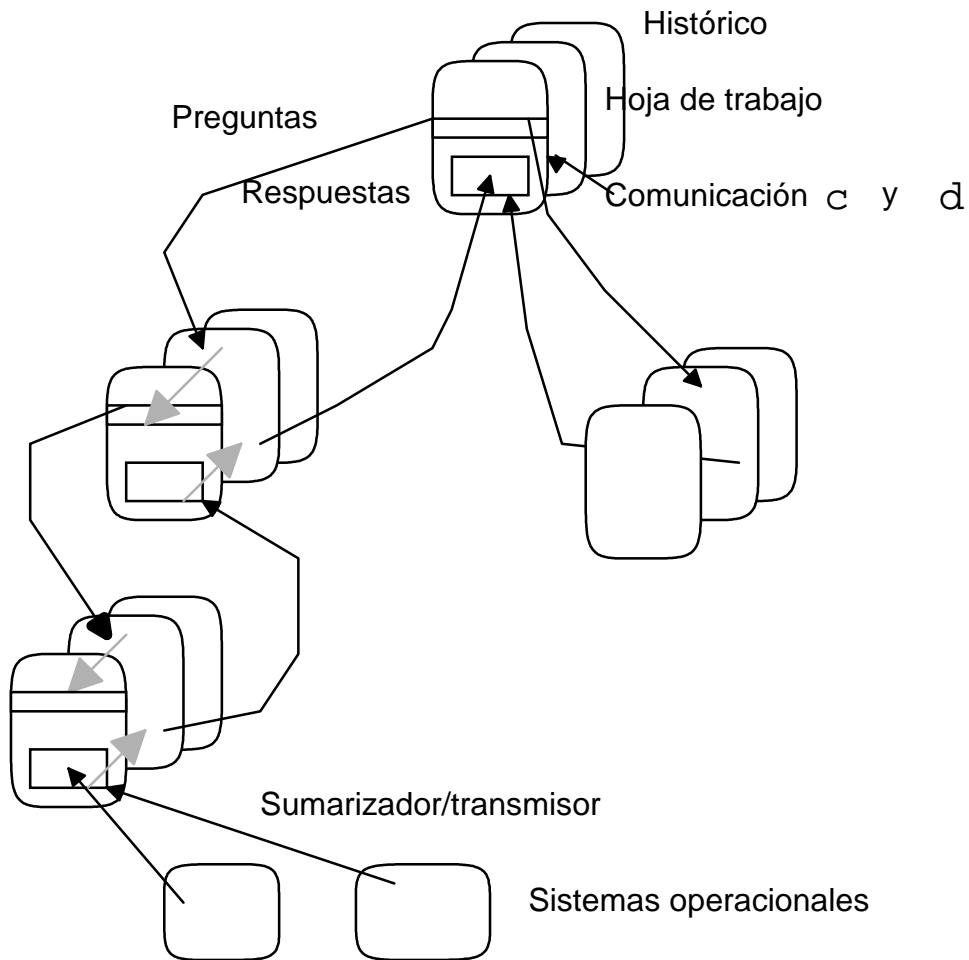 Histórico
Hoja de trabajo
Preguntas
Respuestas
Comunicación c y d
Sumarizador/transmisor
Sistemas operacionales